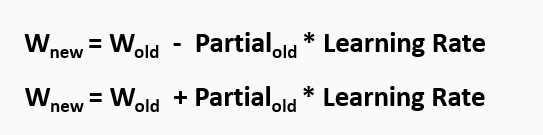 Wnew = Wold - Partialold * Learning Rate
Wnew = Wold + Partialold * Learning Rate